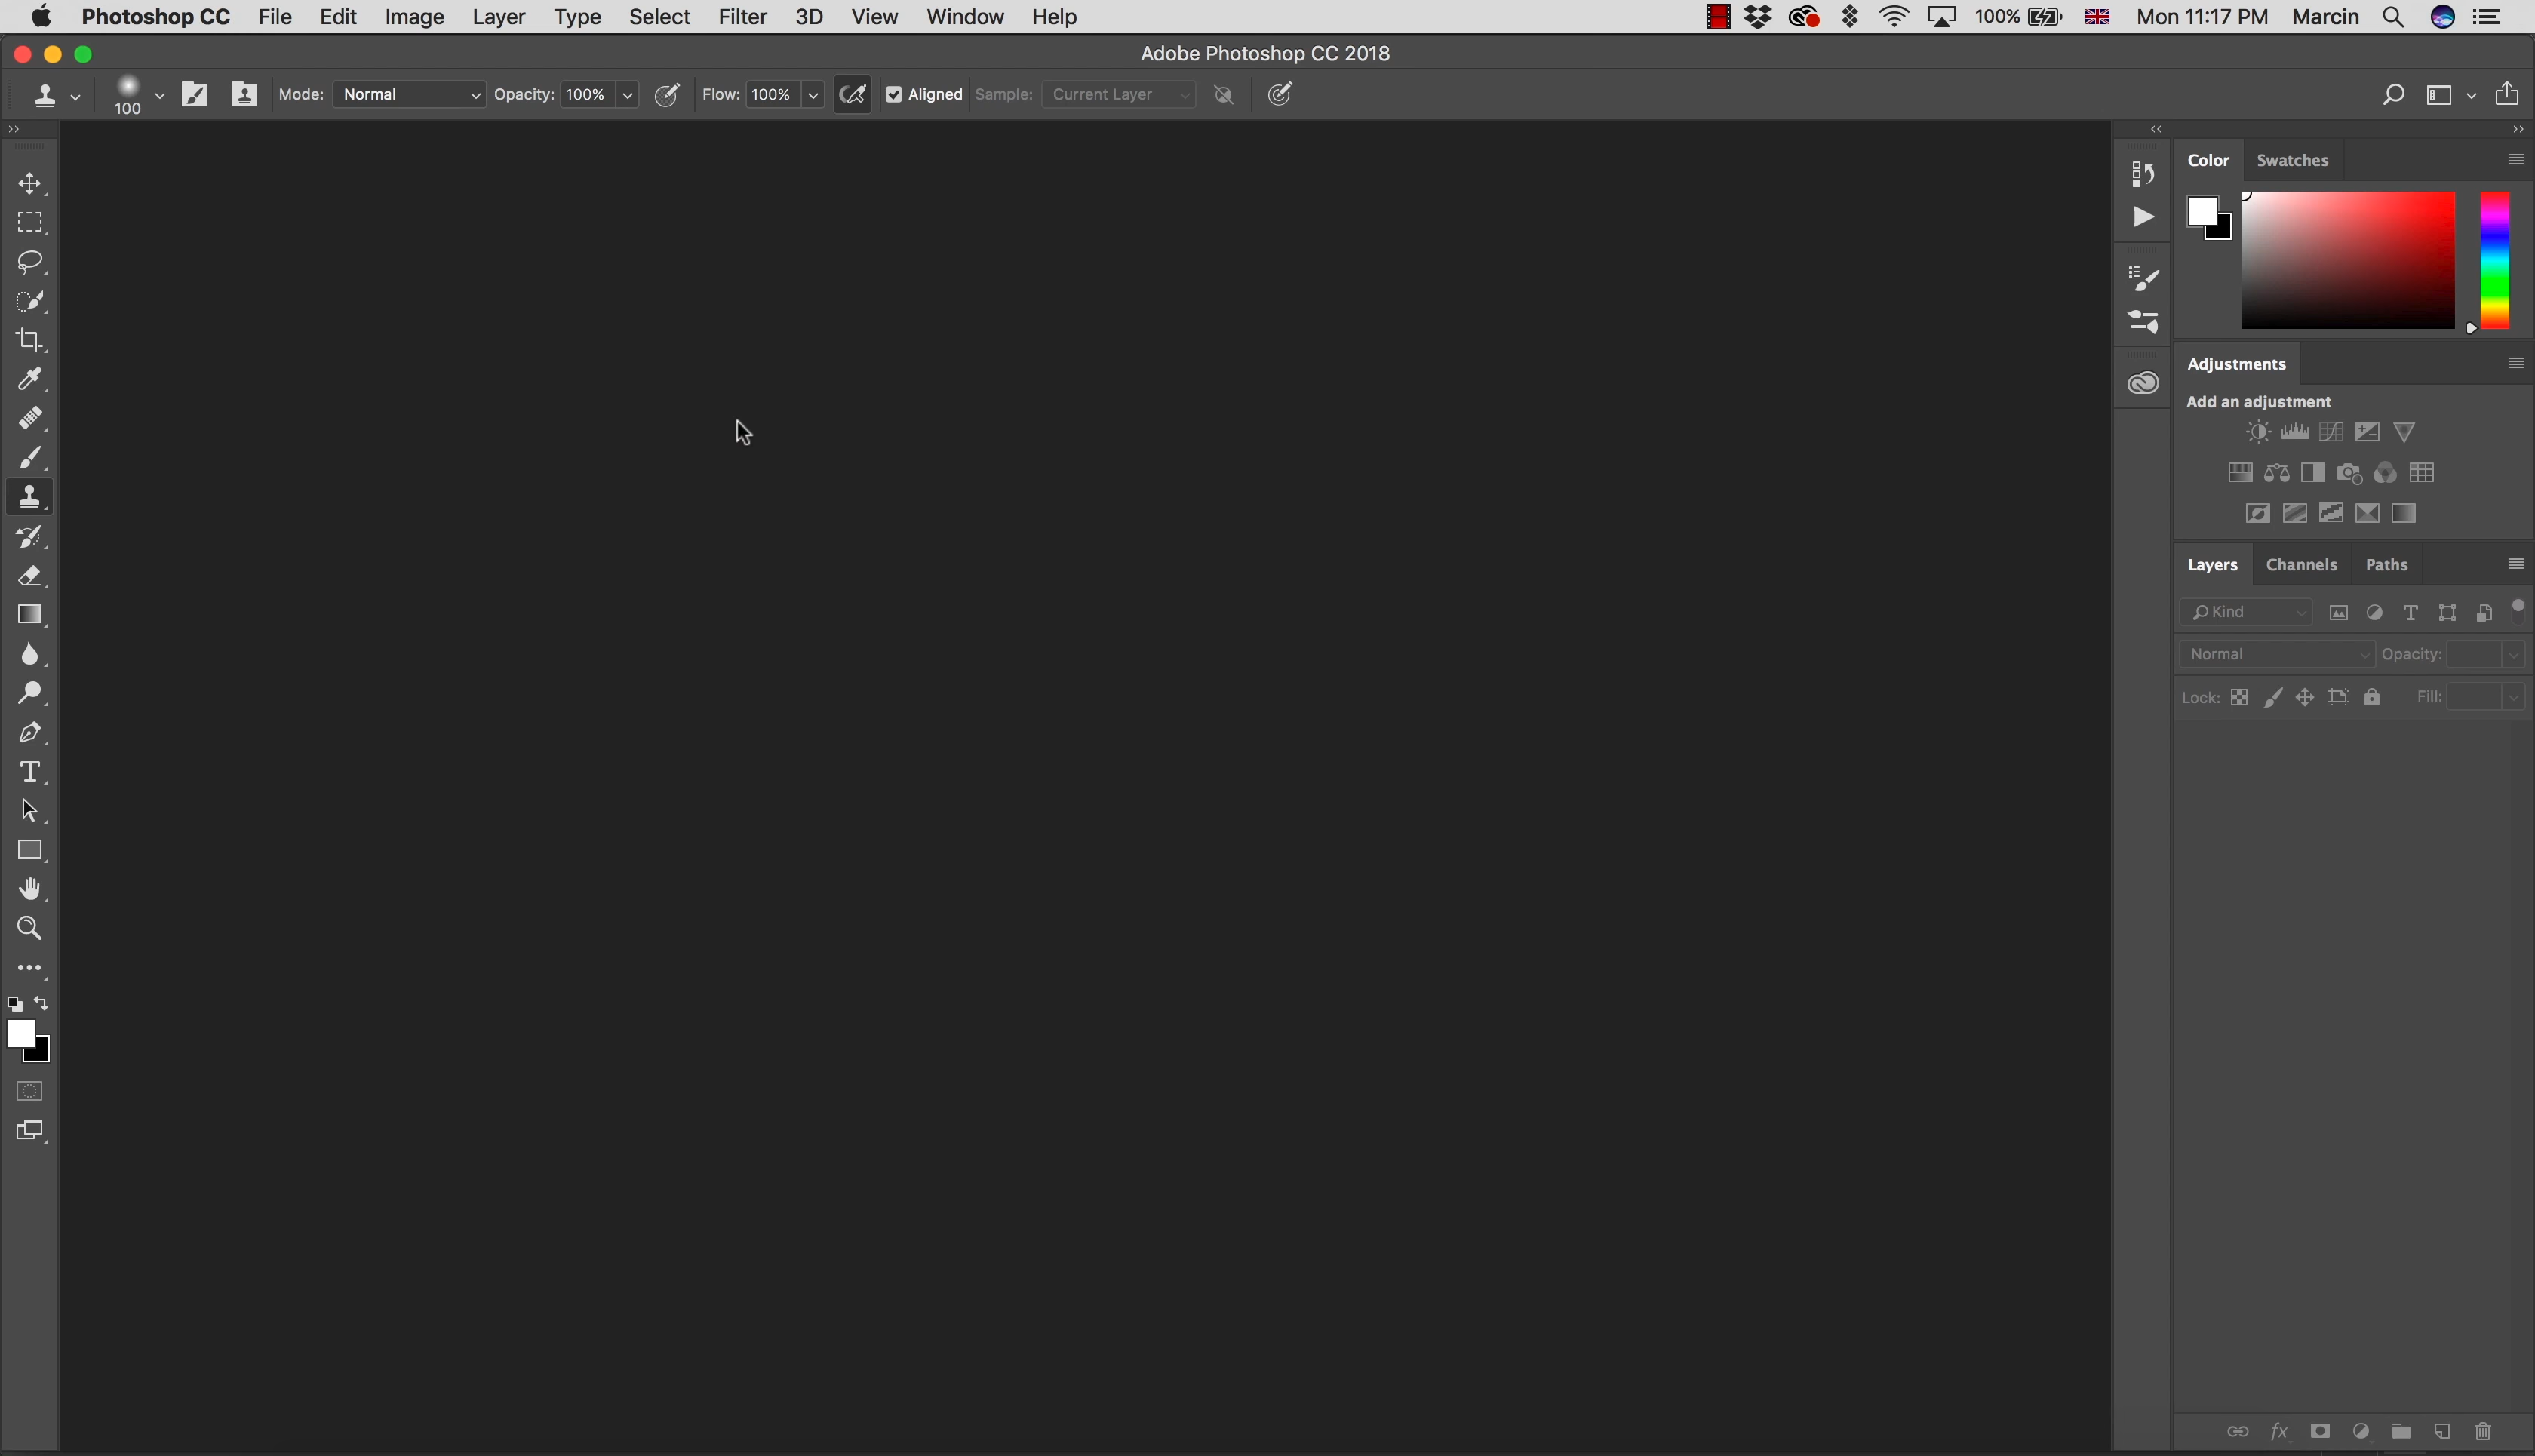 Photoshop CC File Edit Image Layer Type Select Filter 3D View Window Help 100% Mon 11:17 PM Marcin
Adobe Photoshop CC 2018
100 Mode: Normal Opacity: 100% Flow: 100% Aligned Sample: Current Layer
Color Swatches
Adjustments
Add an adjustment
Layers Channels Paths
Kind
Normal Opacity:
Lock: Fill:
fx